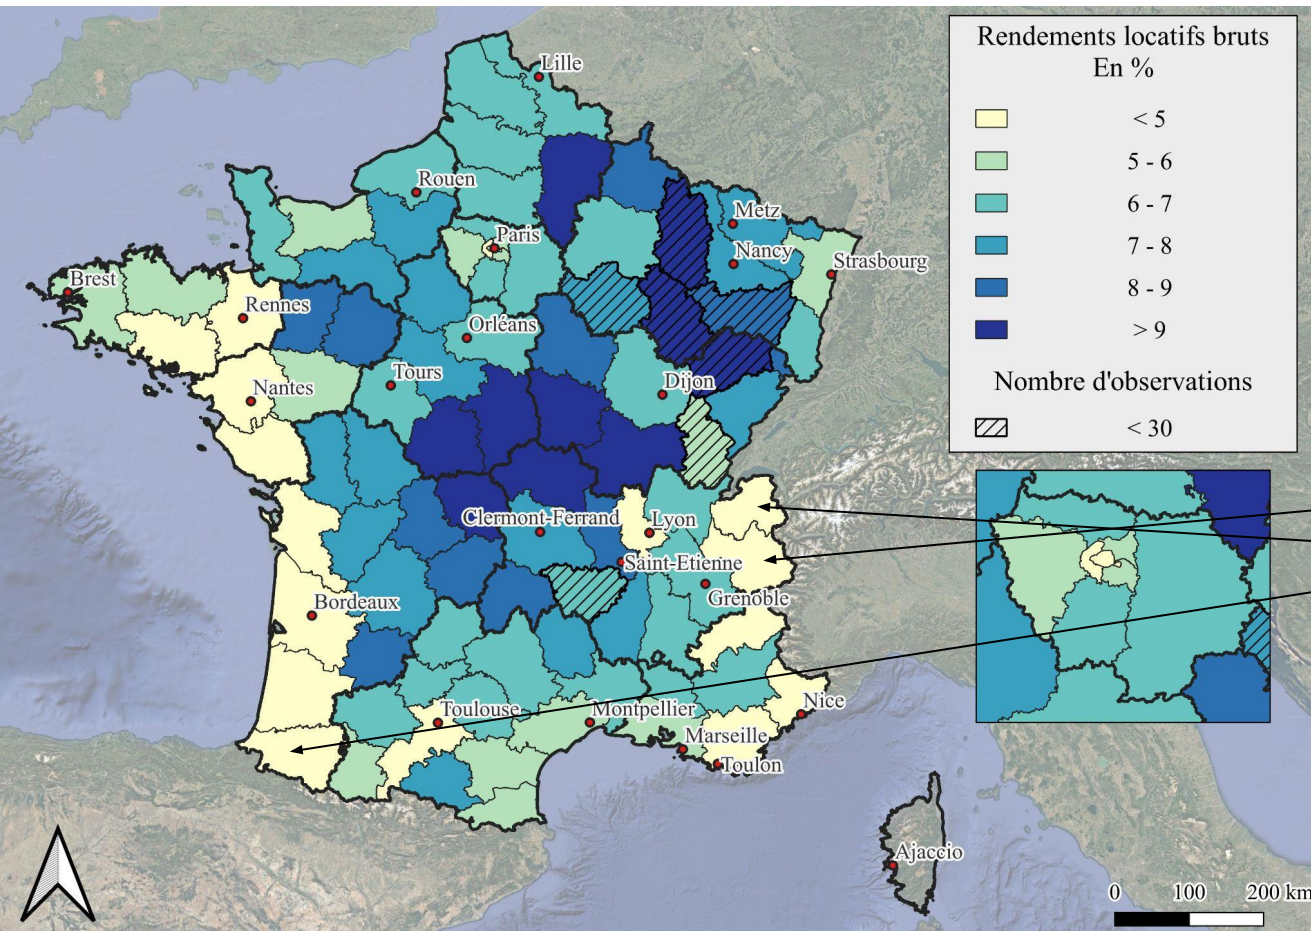 Rendements locatifs bruts
En %
< 5
5 - 6
6 - 7
7 - 8
8 - 9
> 9
Nombre d'observations
< 30
Lille
Rouen
Metz
Paris
Nancy
Strasbourg
Brest
Rennes
Orléans
Tours
Dijon
Nantes
Clermont-Ferrand
Lyon
Saint-Etienne
Grenoble
Bordeaux
Toulouse
Montpellier
Nice
Marseille
Toulon
Ajaccio
0 100 200 km